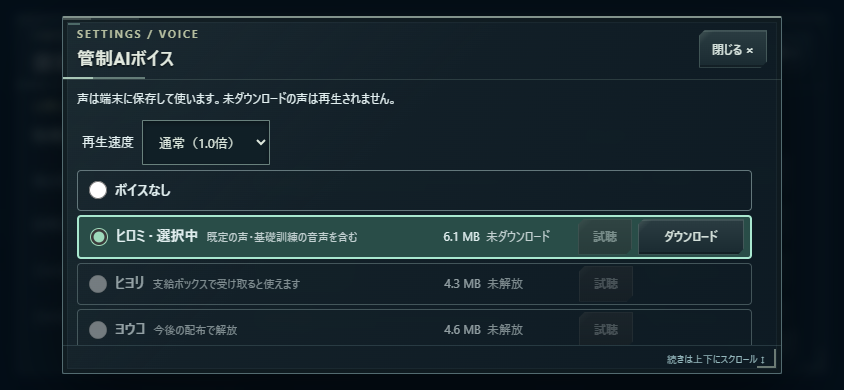 SETTINGS / VOICE
管制AIボイス
閉じる ×
声は端末に保存して使います。未ダウンロードの声は再生されません。
再生速度 通常（1.0倍）
ボイスなし
ヒロミ・選択中 既定の声・基礎訓練の音声を含む 6.1 MB 未ダウンロード 試聴 ダウンロード
ヒヨリ 支給ボックスで受け取ると使えます 4.3 MB 未解放 試聴
ヨウコ 今後の配布で解放 4.6 MB 未解放 試聴
続きは上下にスクロール ↕